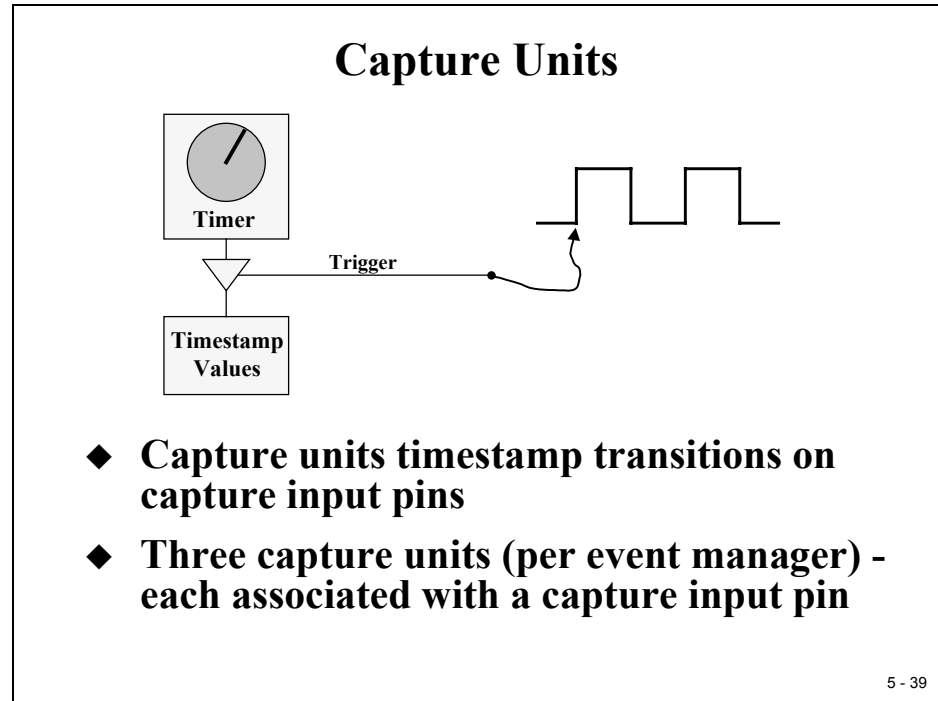 Capture Units
Timer
Trigger
Timestamp
Values
◆ Capture units timestamp transitions on
capture input pins
◆ Three capture units (per event manager) -
each associated with a capture input pin
5 - 39